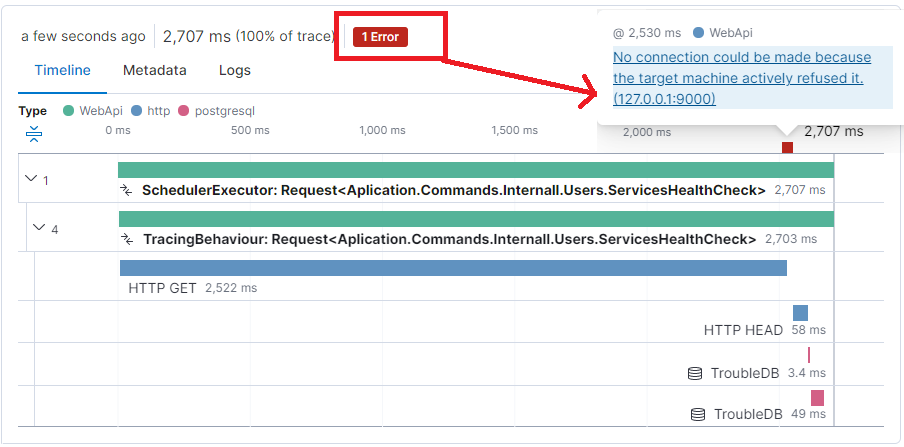 a few seconds ago 2,707 ms (100% of trace) 1 Error
@ 2,530 ms WebApi
No connection could be made because
the target machine actively refused it.
(127.0.0.1:9000)
Timeline Metadata Logs
Type WebApi http postgresql
0 ms 500 ms 1,000 ms 1,500 ms 2,000 ms 2,707 ms
1
SchedulerExecutor: Request<Aplication.Commands.Internall.Users.ServicesHealthCheck> 2,707 ms
4
TracingBehaviour: Request<Aplication.Commands.Internall.Users.ServicesHealthCheck> 2,703 ms
HTTP GET 2,522 ms
HTTP HEAD 58 ms
TroubleDB 3.4 ms
TroubleDB 49 ms